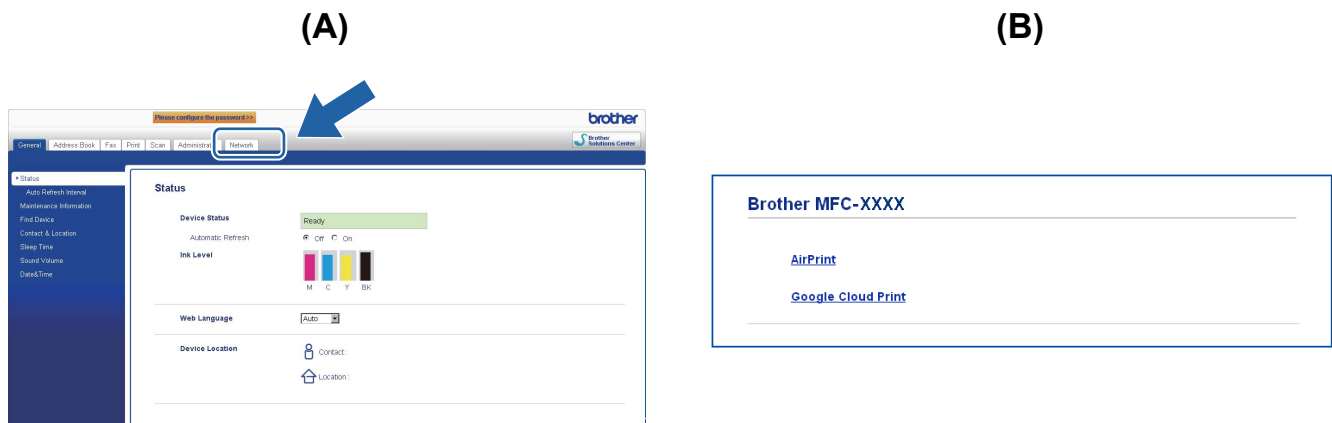 (A)
(B)
Please configure the password >>
brother
General Address Book Fax Print Scan Administrat Network
Brother
Solutions Center
Status
Auto Refresh Interval
Maintenance Information
Find Device
Contact & Location
Sleep Time
Sound Volume
Date&Time
Status
Device Status
Ready
Automatic Refresh
Off
On
Ink Level
M C Y BK
Web Language
Auto
Device Location
Contact :
Location :
Brother MFC-XXXX
AirPrint
Google Cloud Print